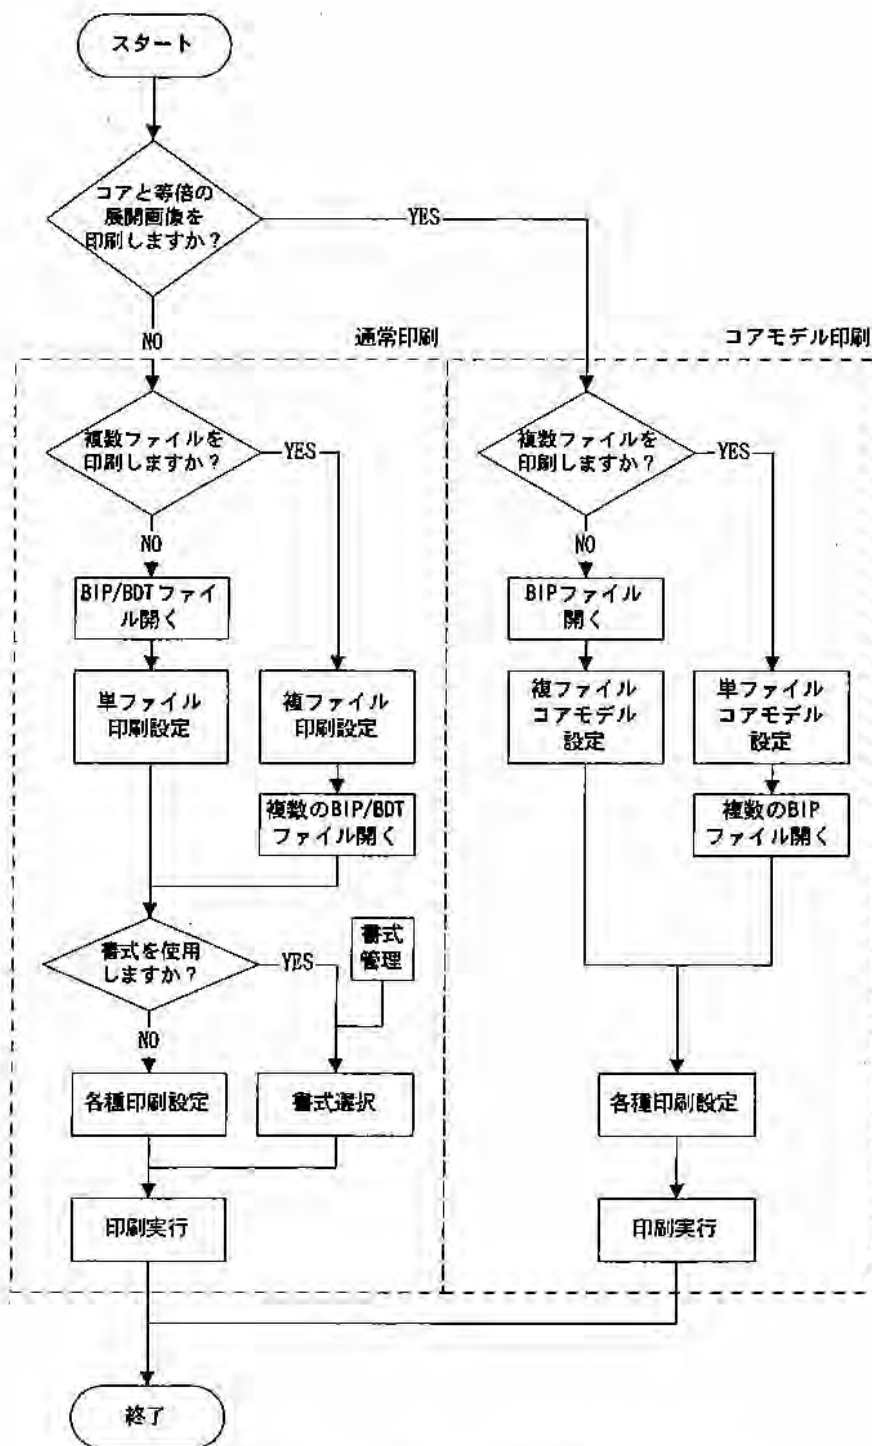 スタート
コアと等倍の
展開画像を
印刷しますか？
YES
NO
通常印刷
コアモデル印刷
複数ファイルを
印刷しますか？
YES
複数ファイルを
印刷しますか？
YES
NO
NO
BIP/BDTファイ
ル開く
BIPファイル
開く
単ファイル
印刷設定
複ファイル
印刷設定
複ファイル
コアモデル
設定
単ファイル
コアモデル
設定
複数のBIP/BDT
ファイル開く
複数のBIP
ファイル開く
書式を使用
しますか？
YES
書式
管理
NO
各種印刷設定
書式選択
各種印刷設定
印刷実行
印刷実行
終了